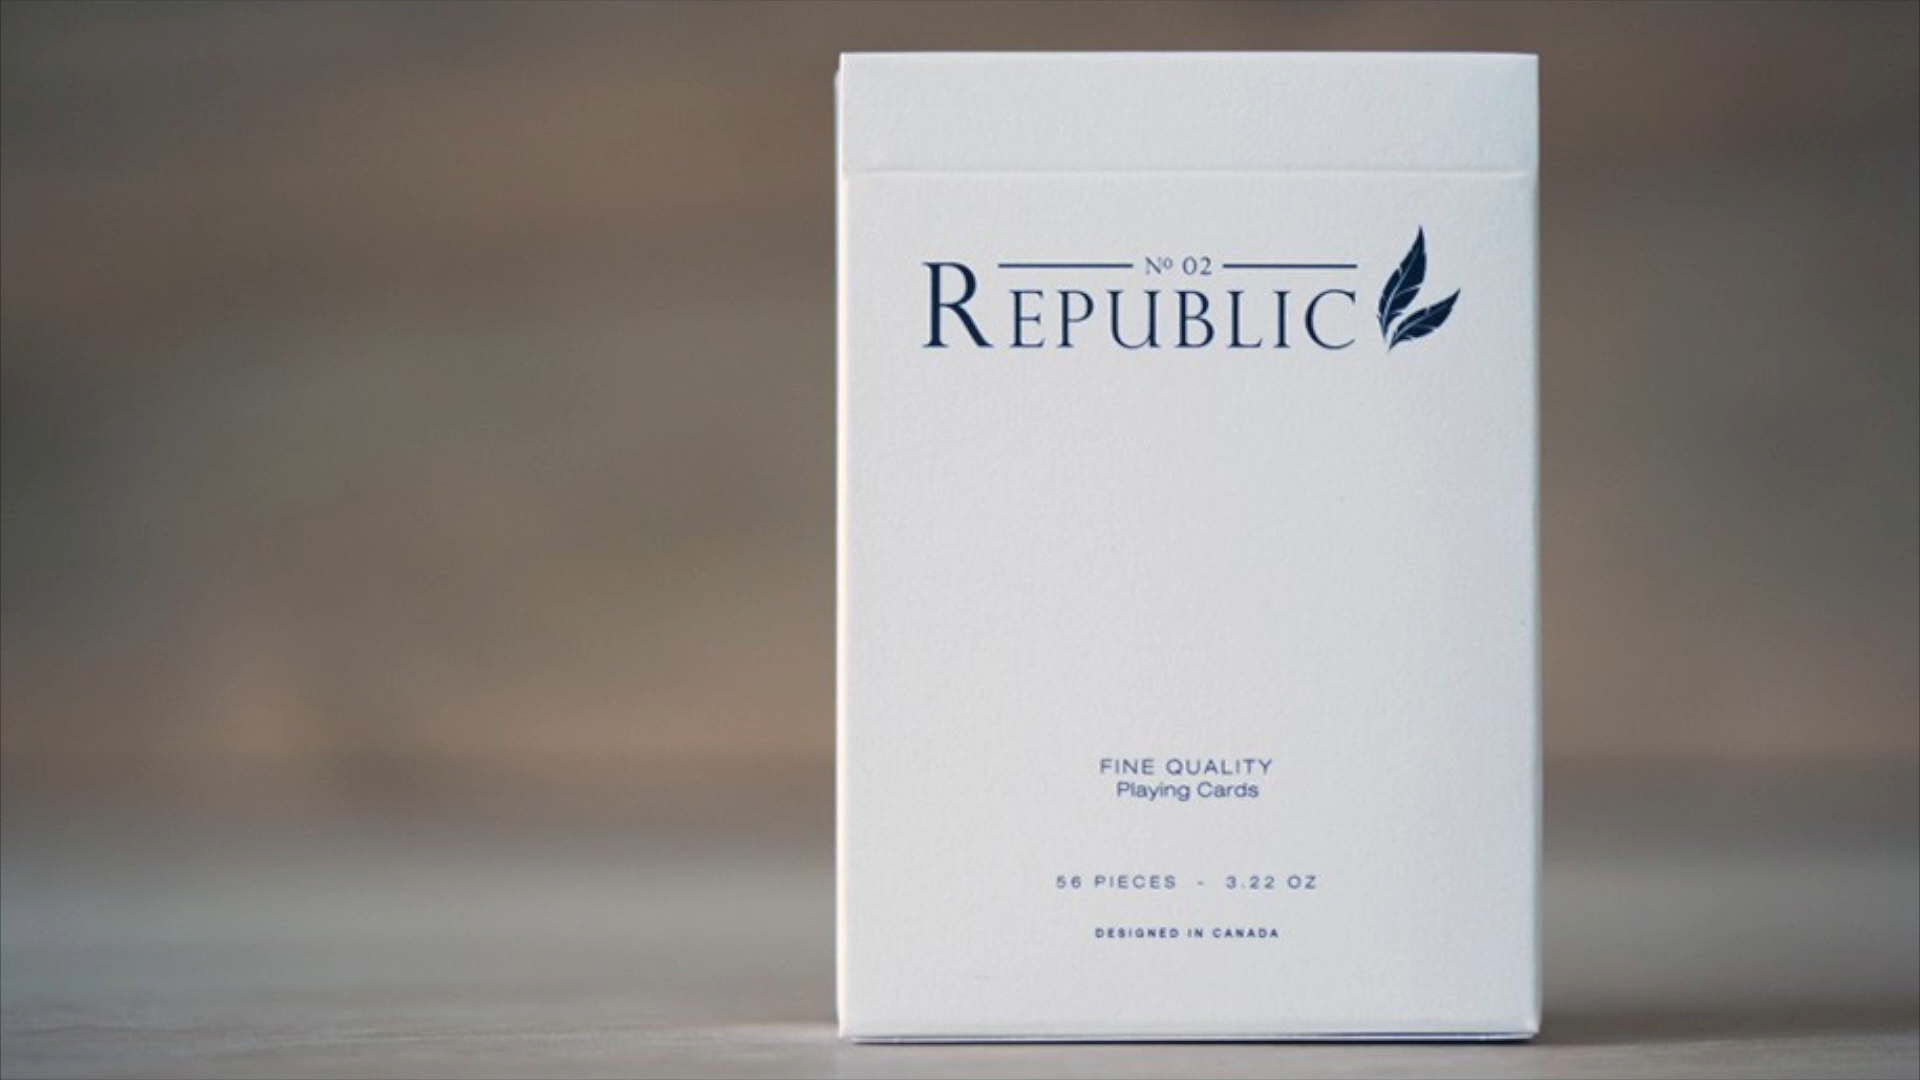 Nº 02
REPUBLIC
FINE QUALITY
Playing Cards
56 PIECES - 3.22 OZ
DESIGNED IN CANADA